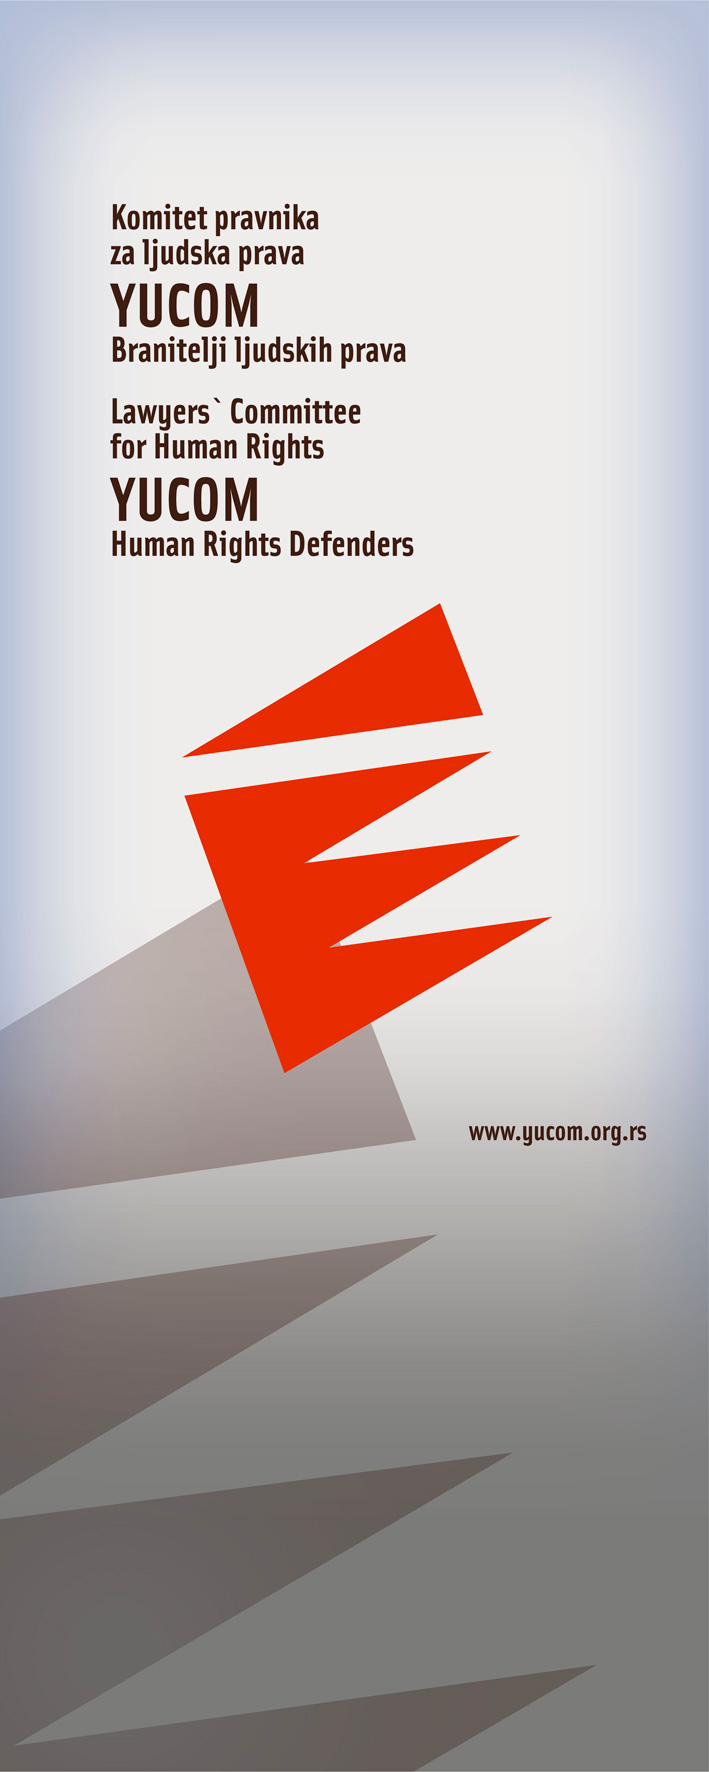 Komitet pravnika
za ljudska prava
YUCOM
Branitelji ljudskih prava
Lawyers` Committee
for Human Rights
YUCOM
Human Rights Defenders
www.yucom.org.rs